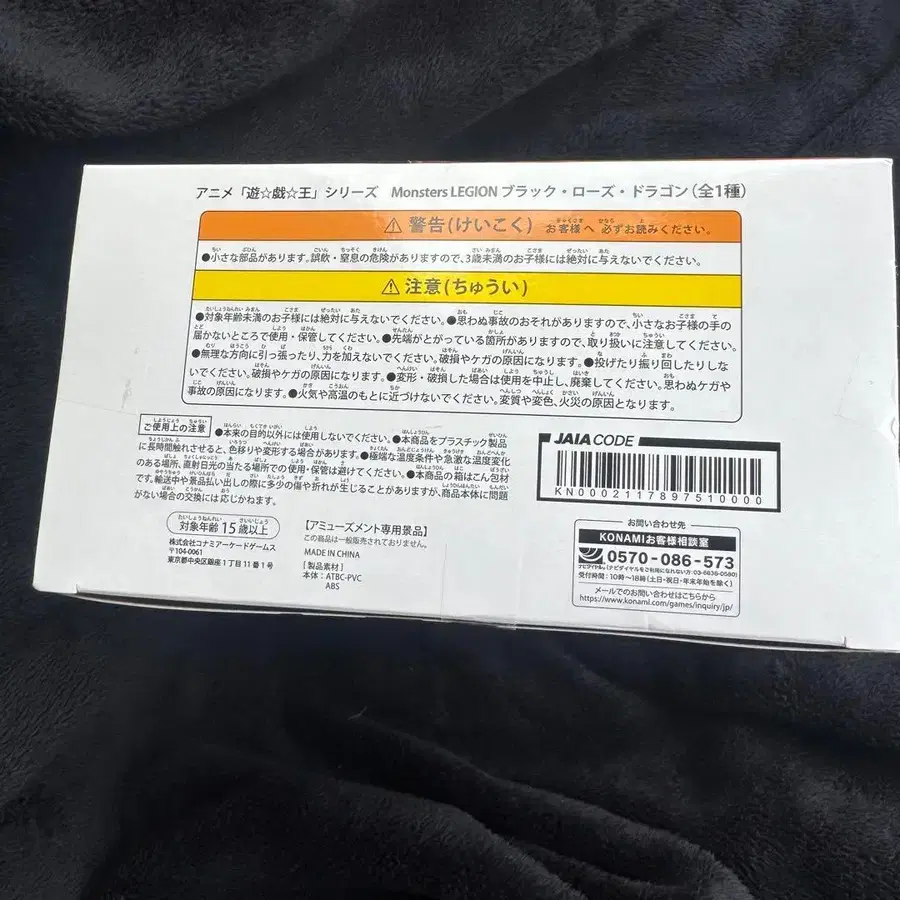 アニメ「遊☆戯☆王」シリーズ Monsters LEGION ブラック・ローズ・ドラゴン(全1種)
⚠ 警告(けいこく) お客様へ 必ずお読みください。
●小さな部品があります。誤飲・窒息の危険がありますので、3歳未満のお子様には絶対に与えないでください。
⚠ 注意(ちゅうい)
●対象年齢未満のお子様には絶対に与えないでください。●思わぬ事故のおそれがありますので、小さなお子様の手の
届かないところで使用・保管してください。●先端がとがっている箇所がありますので、取り扱いに注意してください。
●無理な方向に引っ張ったり、力を加えないでください。破損やケガの原因になります。●投げたり振り回したりしな
いでください。破損やケガの原因になります。●変形・破損した場合は使用を中止し、廃棄してください。思わぬケガや
事故の原因になります。●火気や高温のもとに近づけないでください。変質や変色、火災の原因となります。
ご使用上の注意 ●本来の目的以外には使用しないでください。●本商品をプラスチック製品
に長時間触れさせると、色移りや変形する場合があります。●極端な温度条件や急激な温度変化
のある場所、直射日光の当たる場所での使用・保管は避けてください。●本商品の箱はこん包材
です。輸送中や景品払い出しの際に多少の傷や折れが生じることがありますが、商品本体に問題
がない場合の交換には応じかねます。
JAIA CODE
KN00021178975 10000
対象年齢 15歳以上
株式会社コナミアーケードゲームス
〒104-0061
東京都中央区銀座1丁目11番1号
【アミューズメント専用景品】
この商品は一般販売されておりません。
MADE IN CHINA
[製品素材]
本体:ATBC-PVC
ABS
お問い合わせ先
KONAMIお客様相談室
0570-086-573
ナビダイヤル(ナビダイヤルをご利用になれない方:03-6636-0580)
受付時間:10時～18時(土日・祝日・年末年始を除く)
メールでのお問い合わせはこちらから
https://www.konami.com/games/inquiry/jp/